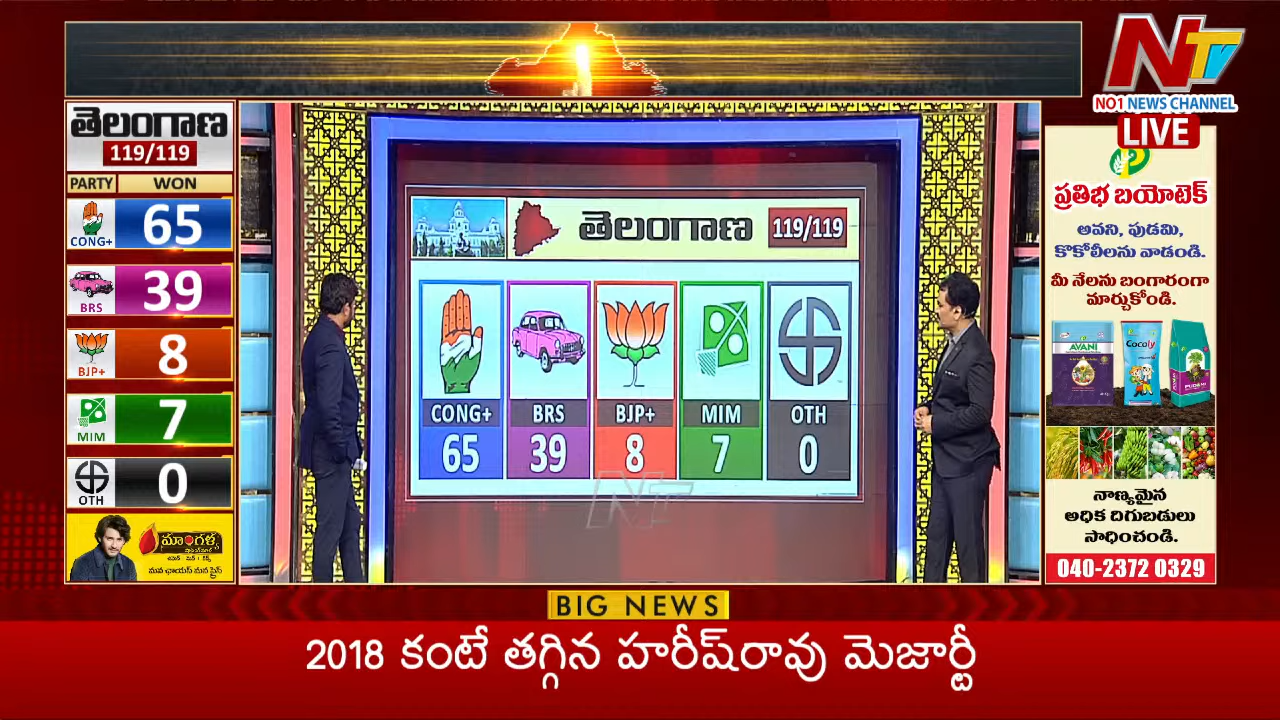 NTV
NO1 NEWS CHANNEL
LIVE
తెలంగాణ
119/119
PARTY WON
CONG+ 65
BRS 39
BJP+ 8
MIM 7
OTH 0
మాంగళ్య
తెలంగాణ 119/119
CONG+ BRS BJP+ MIM OTH
65 39 8 7 0
NTV
ప్రతిభ బయోటెక్
అవని, పుడమి,
కొకోలీలను వాడండి.
మీ నేలను బంగారంగా
మార్చుకోండి.
AVANI
Cocoly
PUDAMI
నాణ్యమైన
అధిక దిగుబడులు
సాధించండి.
040-2372 0329
BIG NEWS
2018 కంటే తగ్గిన హరీష్‌రావు మెజార్టీ